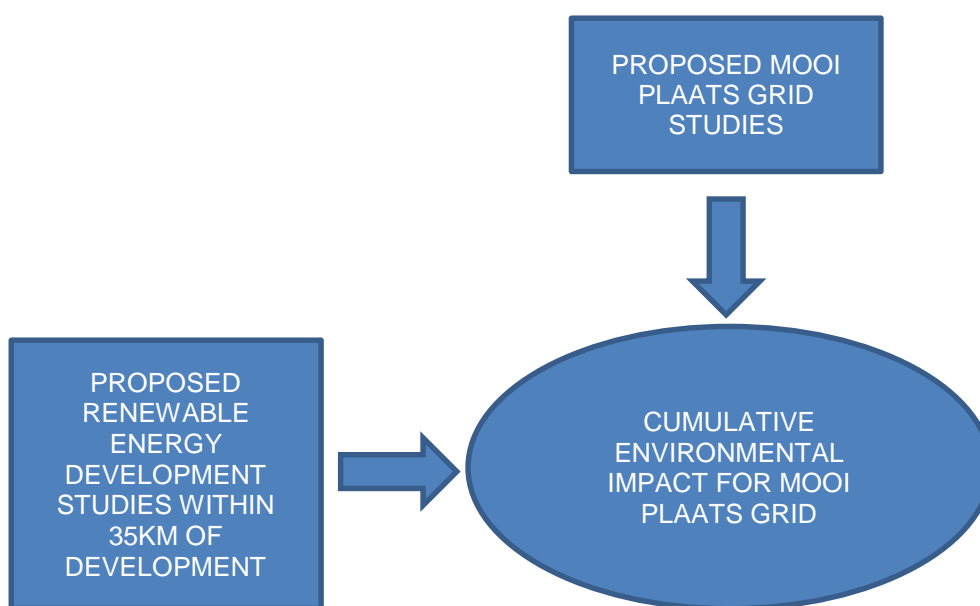 PROPOSED MOOI
PLAATS GRID
STUDIES
PROPOSED
RENEWABLE
ENERGY
DEVELOPMENT
STUDIES WITHIN
35KM OF
DEVELOPMENT
CUMULATIVE
ENVIRONMENTAL
IMPACT FOR MOOI
PLAATS GRID